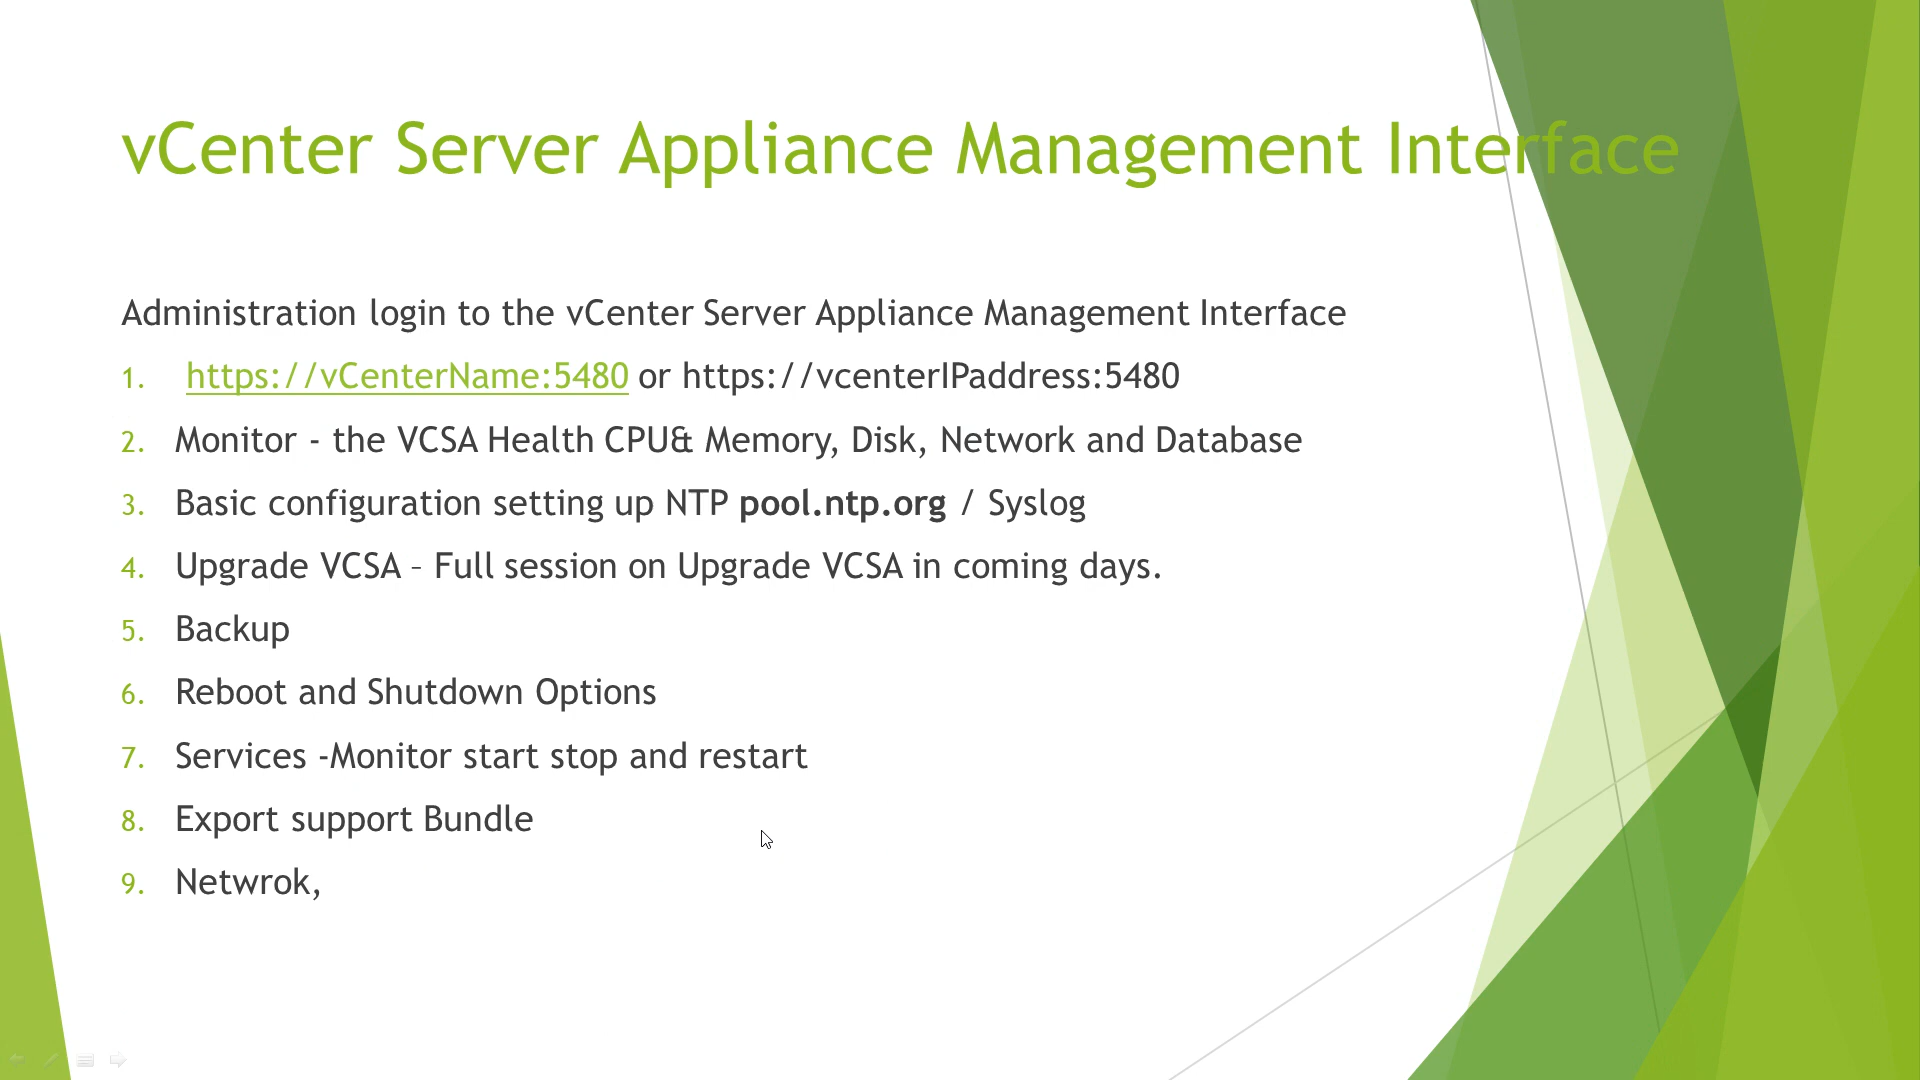 vCenter Server Appliance Management Interface
Administration login to the vCenter Server Appliance Management Interface
1. https://vCenterName:5480 or https://vcenterIPaddress:5480
2. Monitor - the VCSA Health CPU& Memory, Disk, Network and Database
3. Basic configuration setting up NTP pool.ntp.org / Syslog
4. Upgrade VCSA – Full session on Upgrade VCSA in coming days.
5. Backup
6. Reboot and Shutdown Options
7. Services -Monitor start stop and restart
8. Export support Bundle
9. Netwrok,